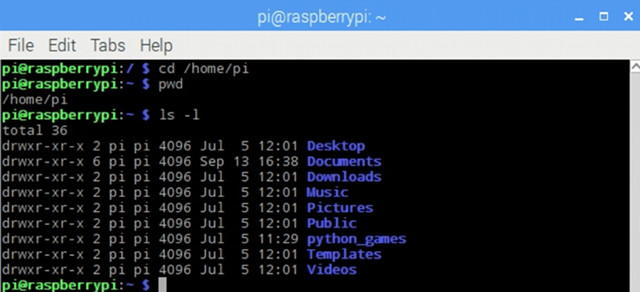 pi@raspberrypi: ~
File Edit Tabs Help
pi@raspberrypi:/ $ cd /home/pi
pi@raspberrypi:~ $ pwd
/home/pi
pi@raspberrypi:~ $ ls -l
total 36
drwxr-xr-x 2 pi pi 4096 Jul  5 12:01 Desktop
drwxr-xr-x 6 pi pi 4096 Sep 13 16:38 Documents
drwxr-xr-x 2 pi pi 4096 Jul  5 12:01 Downloads
drwxr-xr-x 2 pi pi 4096 Jul  5 12:01 Music
drwxr-xr-x 2 pi pi 4096 Jul  5 12:01 Pictures
drwxr-xr-x 2 pi pi 4096 Jul  5 12:01 Public
drwxr-xr-x 2 pi pi 4096 Jul  5 11:29 python_games
drwxr-xr-x 2 pi pi 4096 Jul  5 12:01 Templates
drwxr-xr-x 2 pi pi 4096 Jul  5 12:01 Videos
pi@raspberrypi:~ $